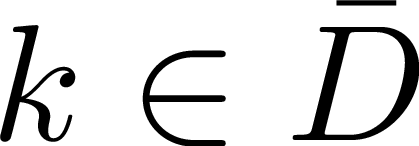 k ∈ D̄